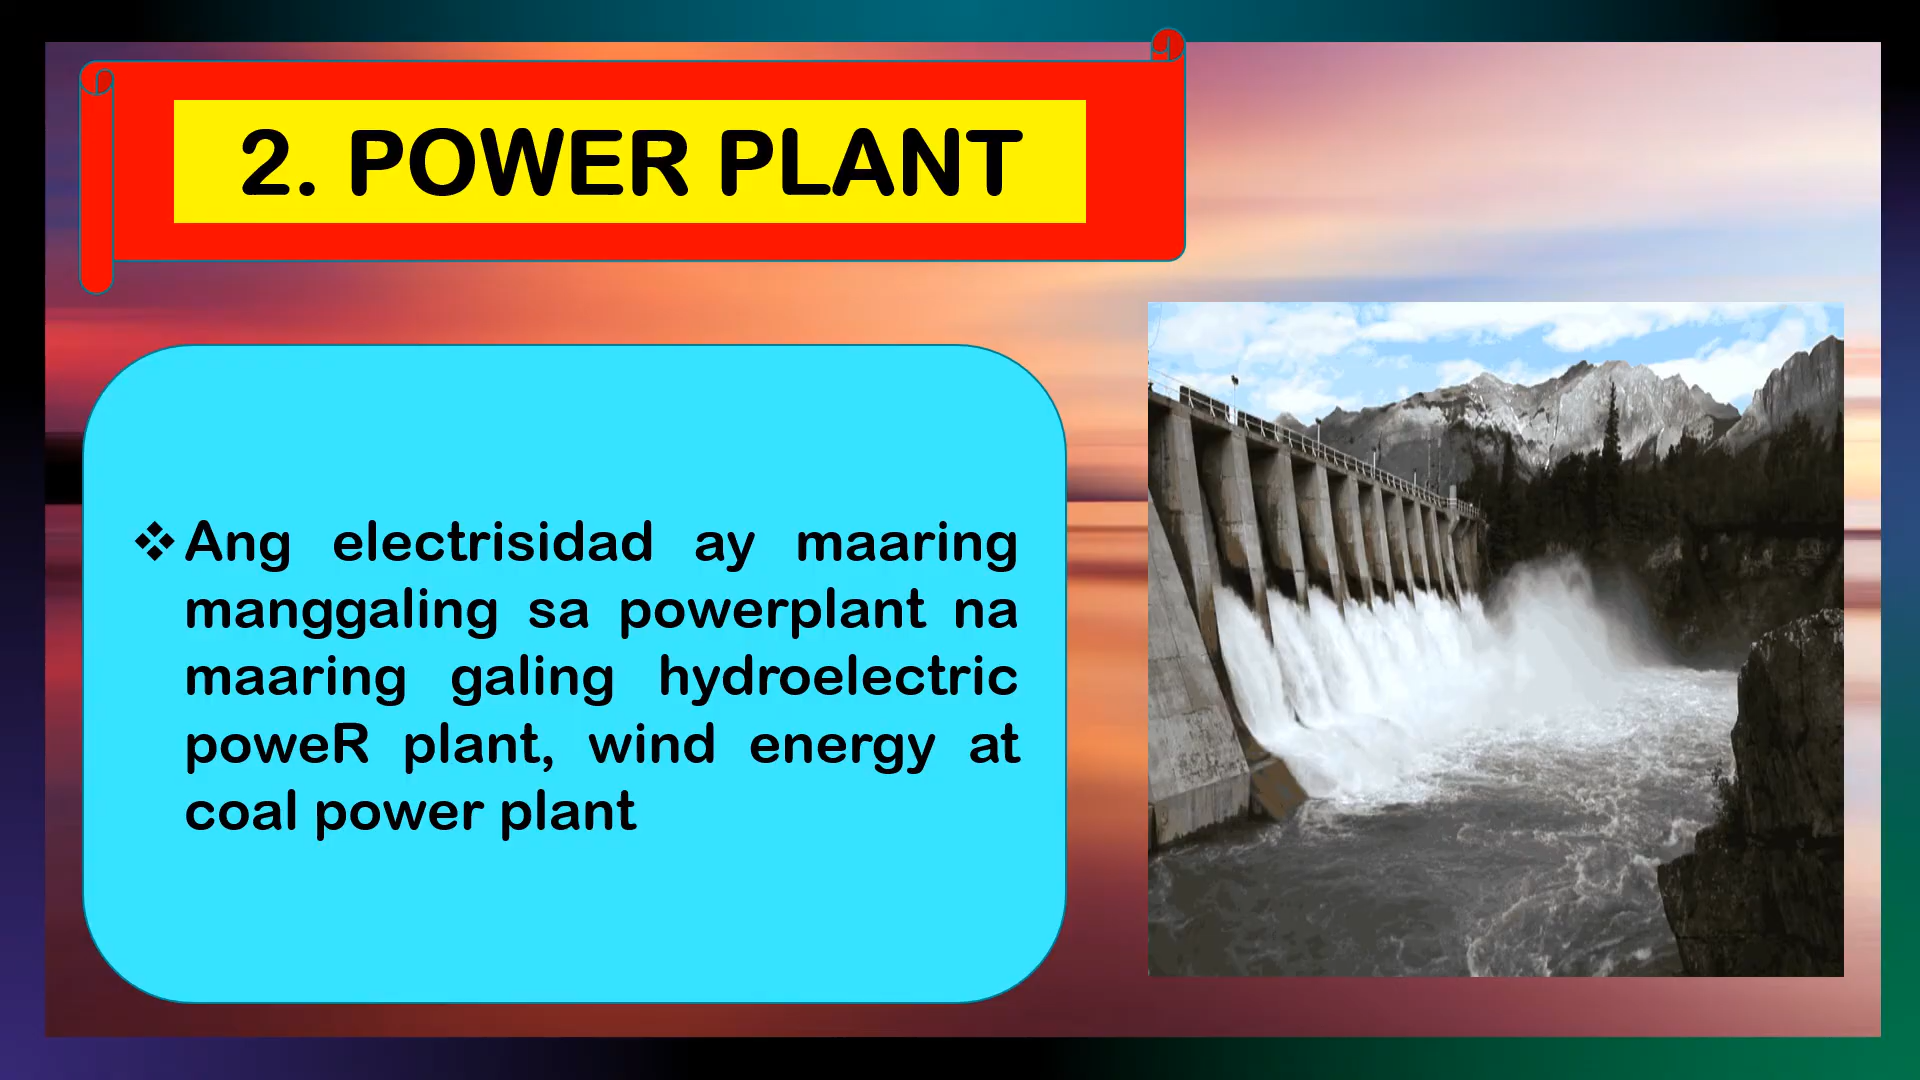 2. POWER PLANT
❖Ang electrisidad ay maaring
manggaling sa powerplant na
maaring galing hydroelectric
poweR plant, wind energy at
coal power plant